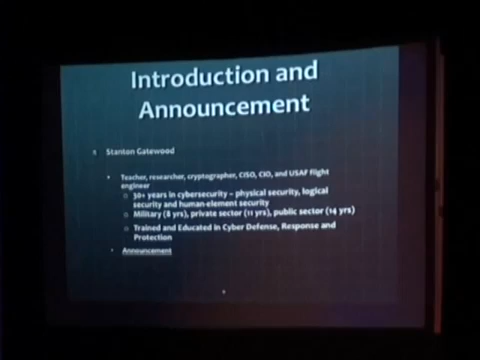 Introduction and
Announcement
Stanton Gatewood
Teacher, researcher, cryptographer, CISO, CIO, and USAF flight
engineer
30+ years in cybersecurity – physical security, logical
security and human-element security
Military (8 yrs), private sector (11 yrs), public sector (14 yrs)
Trained and Educated in Cyber Defense, Response and
Protection
Announcement